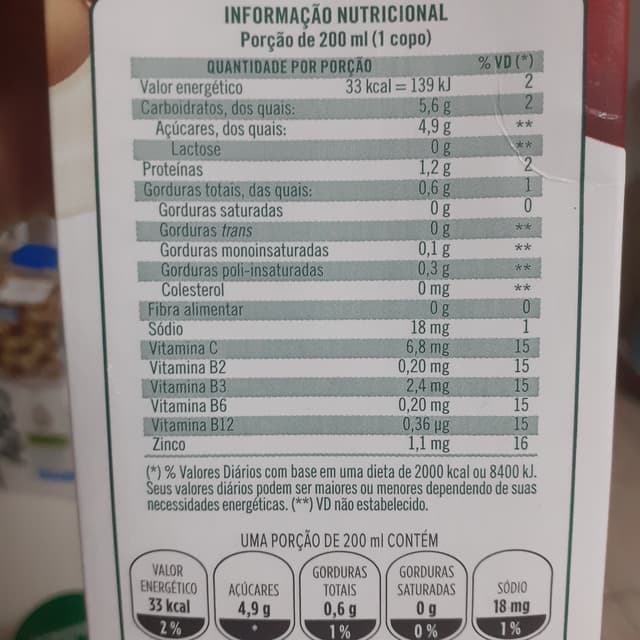 INFORMAÇÃO NUTRICIONAL
Porção de 200 ml (1 copo)
QUANTIDADE POR PORÇÃO % VD (*)
Valor energético 33 kcal = 139 kJ 2
Carboidratos, dos quais: 5,6 g 2
Açúcares, dos quais: 4,9 g **
Lactose 0 g **
Proteínas 1,2 g 2
Gorduras totais, das quais: 0,6 g 1
Gorduras saturadas 0 g 0
Gorduras trans 0 g **
Gorduras monoinsaturadas 0,1 g **
Gorduras poli-insaturadas 0,3 g **
Colesterol 0 mg **
Fibra alimentar 0 g 0
Sódio 18 mg 1
Vitamina C 6,8 mg 15
Vitamina B2 0,20 mg 15
Vitamina B3 2,4 mg 15
Vitamina B6 0,20 mg 15
Vitamina B12 0,36 µg 15
Zinco 1,1 mg 16
(*) % Valores Diários com base em uma dieta de 2000 kcal ou 8400 kJ.
Seus valores diários podem ser maiores ou menores dependendo de suas
necessidades energéticas. (**) VD não estabelecido.
UMA PORÇÃO DE 200 ml CONTÉM
VALOR ENERGÉTICO 33 kcal 2%
AÇÚCARES 4,9 g *
GORDURAS TOTAIS 0,6 g 1%
GORDURAS SATURADAS 0 g 0%
SÓDIO 18 mg 1%